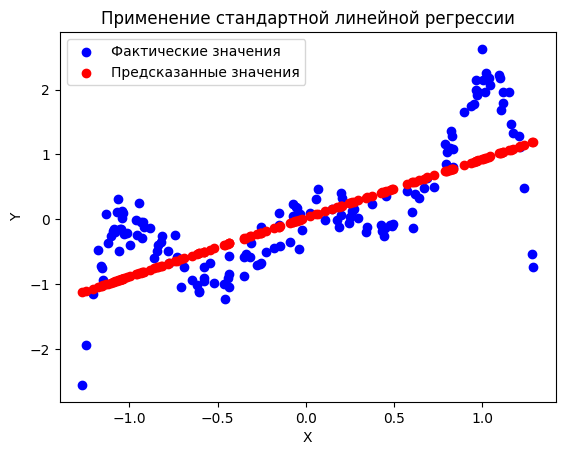 Применение стандартной линейной регрессии
Фактические значения
Предсказанные значения
2
1
0
−1
−2
Y
−1.0
−0.5
0.0
0.5
1.0
X